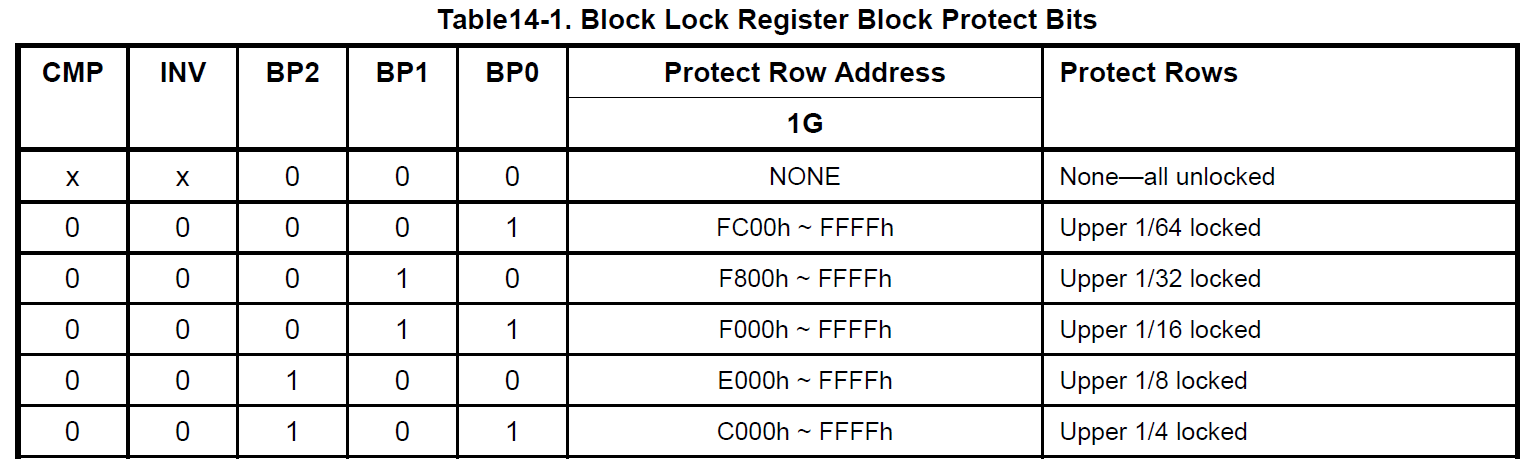 Table14-1. Block Lock Register Block Protect Bits
CMP INV BP2 BP1 BP0 Protect Row Address Protect Rows
1G
x x 0 0 0 NONE None—all unlocked
0 0 0 0 1 FC00h ~ FFFFh Upper 1/64 locked
0 0 0 1 0 F800h ~ FFFFh Upper 1/32 locked
0 0 0 1 1 F000h ~ FFFFh Upper 1/16 locked
0 0 1 0 0 E000h ~ FFFFh Upper 1/8 locked
0 0 1 0 1 C000h ~ FFFFh Upper 1/4 locked